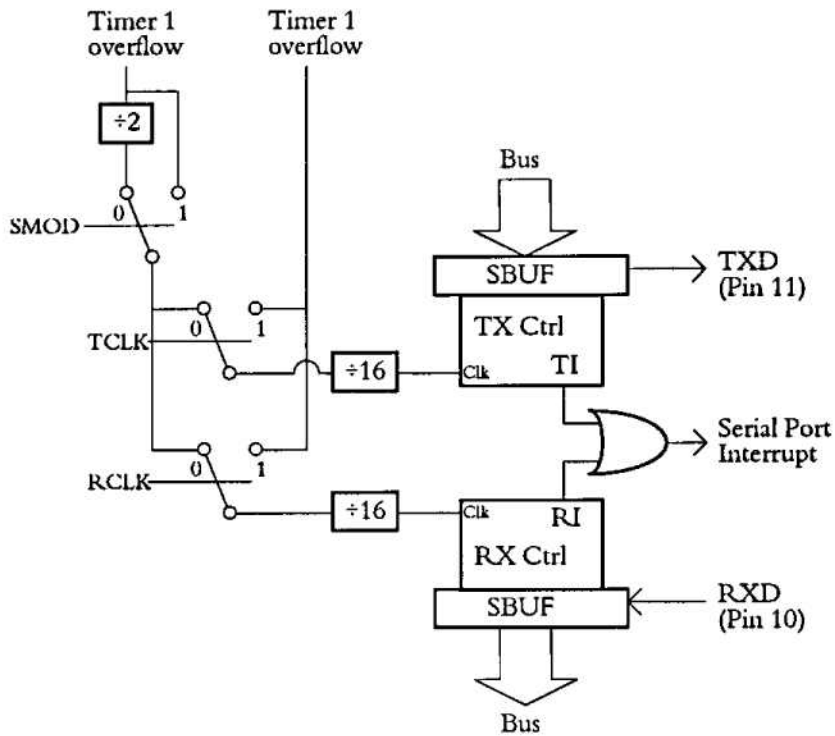 Timer 1
overflow
Timer 1
overflow
÷2
0
1
SMOD
Bus
SBUF
TXD
(Pin 11)
TX Ctrl
0
1
TCLK
÷16
Clk
TI
Serial Port
Interrupt
0
1
RCLK
÷16
Clk
RI
RX Ctrl
SBUF
RXD
(Pin 10)
Bus